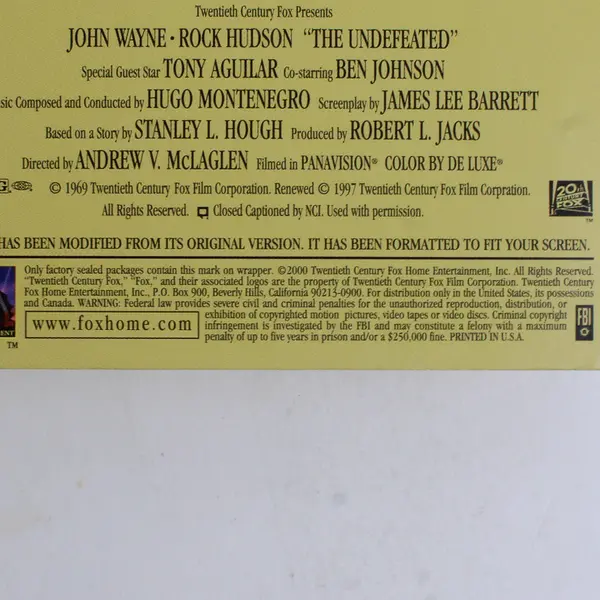 Twentieth Century Fox Presents
JOHN WAYNE • ROCK HUDSON "THE UNDEFEATED"
Special Guest Star TONY AGUILAR Co-starring BEN JOHNSON
sic Composed and Conducted by HUGO MONTENEGRO Screenplay by JAMES LEE BARRETT
Based on a Story by STANLEY L. HOUGH Produced by ROBERT L. JACKS
Directed by ANDREW V. McLAGLEN Filmed in PANAVISION® COLOR BY DE LUXE®
© 1969 Twentieth Century Fox Film Corporation. Renewed © 1997 Twentieth Century Fox Film Corporation.
All Rights Reserved. Closed Captioned by NCI. Used with permission.
20th CENTURY FOX
TM
HAS BEEN MODIFIED FROM ITS ORIGINAL VERSION. IT HAS BEEN FORMATTED TO FIT YOUR SCREEN.
Only factory sealed packages contain this mark on wrapper. ©2000 Twentieth Century Fox Home Entertainment, Inc. All Rights Reserved.
"Twentieth Century Fox," "Fox," and their associated logos are the property of Twentieth Century Fox Film Corporation. Twentieth Century
Fox Home Entertainment, Inc., P.O. Box 900, Beverly Hills, California 90213-0900. For distribution only in the United States, its possessions
and Canada. WARNING: Federal law provides severe civil and criminal penalties for the unauthorized reproduction, distribution, or
exhibition of copyrighted motion pictures, video tapes or video discs. Criminal copyright
infringement is investigated by the FBI and may constitute a felony with a maximum
penalty of up to five years in prison and/or a $250,000 fine. PRINTED IN U.S.A.
www.foxhome.com
FBI
TM